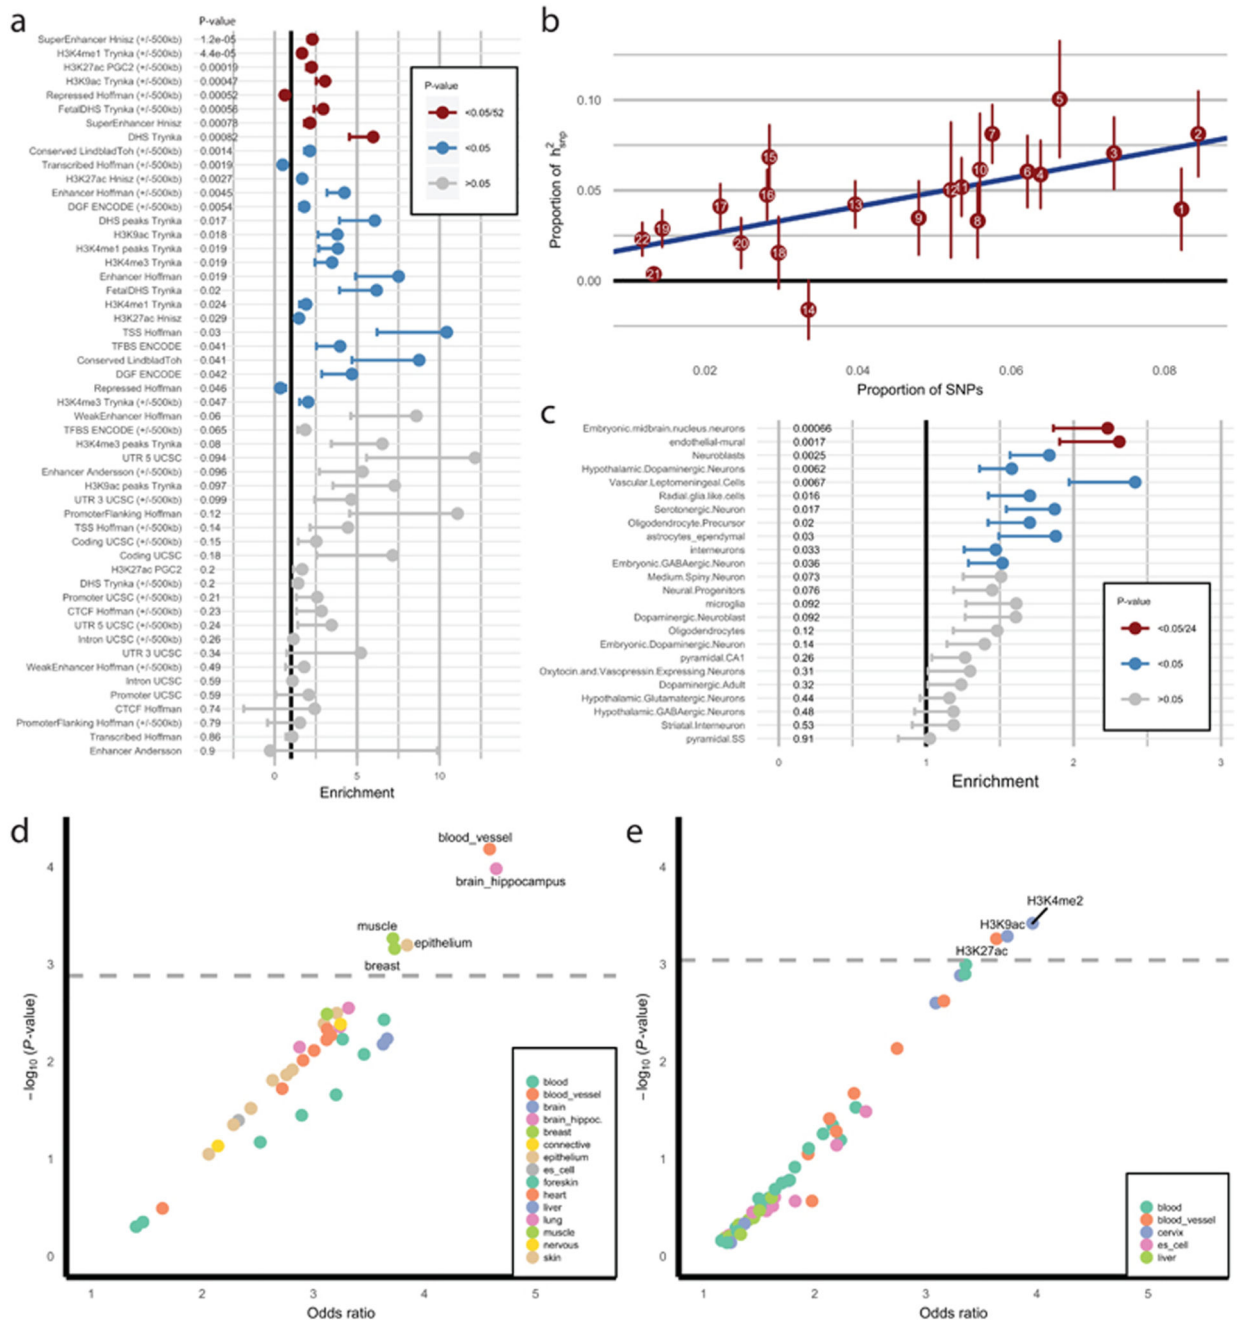 a
P-value
SuperEnhancer Hnisz (+/-500kb) 1.2e-05
H3K4me1 Trynka (+/-500kb) 4.4e-05
H3K27ac PGC2 (+/-500kb) 0.00019
H3K9ac Trynka (+/-500kb) 0.00047
Repressed Hoffman (+/-500kb) 0.00052
FetalDHS Trynka (+/-500kb) 0.00056
SuperEnhancer Hnisz 0.00078
DHS Trynka 0.00082
Conserved LindbladToh (+/-500kb) 0.0014
Transcribed Hoffman (+/-500kb) 0.0019
H3K27ac Hnisz (+/-500kb) 0.0027
Enhancer Hoffman (+/-500kb) 0.0045
DGF ENCODE (+/-500kb) 0.0054
DHS peaks Trynka 0.017
H3K9ac Trynka 0.018
H3K4me1 peaks Trynka 0.019
H3K4me3 Trynka 0.019
Enhancer Hoffman 0.019
FetalDHS Trynka 0.02
H3K4me1 Trynka 0.024
H3K27ac Hnisz 0.029
TSS Hoffman 0.03
TFBS ENCODE 0.041
Conserved LindbladToh 0.041
DGF ENCODE 0.042
Repressed Hoffman 0.046
H3K4me3 Trynka (+/-500kb) 0.047
WeakEnhancer Hoffman 0.06
TFBS ENCODE (+/-500kb) 0.065
H3K4me3 peaks Trynka 0.08
UTR 5 UCSC 0.094
Enhancer Andersson (+/-500kb) 0.096
H3K9ac peaks Trynka 0.097
UTR 3 UCSC (+/-500kb) 0.099
PromoterFlanking Hoffman 0.12
TSS Hoffman (+/-500kb) 0.14
Coding UCSC (+/-500kb) 0.15
Coding UCSC 0.18
H3K27ac PGC2 0.2
DHS Trynka (+/-500kb) 0.2
Promoter UCSC (+/-500kb) 0.21
CTCF Hoffman (+/-500kb) 0.23
UTR 5 UCSC (+/-500kb) 0.24
Intron UCSC (+/-500kb) 0.26
UTR 3 UCSC 0.34
WeakEnhancer Hoffman (+/-500kb) 0.49
Intron UCSC 0.59
Promoter UCSC 0.59
CTCF Hoffman 0.74
PromoterFlanking Hoffman (+/-500kb) 0.79
Transcribed Hoffman 0.86
Enhancer Andersson 0.9
0 5 10
Enrichment
P-value
<0.05/52
<0.05
>0.05
b
Proportion of h²snp
0.10
0.05
0.00
22 21 19 17 20 16 15 18 14 13 9 12 11 8 10 7 6 4 5 3 1 2
0.02 0.04 0.06 0.08
Proportion of SNPs
c
Embryonic.midbrain.nucleus.neurons 0.00066
endothelial-mural 0.0017
Neuroblasts 0.0025
Hypothalamic.Dopaminergic.Neurons 0.0062
Vascular.Leptomeningeal.Cells 0.0067
Radial.glia.like.cells 0.016
Serotonergic.Neuron 0.017
Oligodendrocyte.Precursor 0.02
astrocytes_ependymal 0.03
interneurons 0.033
Embryonic.GABAergic.Neuron 0.036
Medium.Spiny.Neuron 0.073
Neural.Progenitors 0.076
microglia 0.092
Dopaminergic.Neuroblast 0.092
Oligodendrocytes 0.12
Embryonic.Dopaminergic.Neuron 0.14
pyramidal.CA1 0.26
Oxytocin.and.Vasopressin.Expressing.Neurons 0.31
Dopaminergic.Adult 0.32
Hypothalamic.Glutamatergic.Neurons 0.44
Hypothalamic.GABAergic.Neurons 0.48
Striatal.Interneuron 0.53
pyramidal.SS 0.91
0 1 2 3
Enrichment
P-value
<0.05/24
<0.05
>0.05
d
−log10 (P-value)
4
3
2
1
0
blood_vessel
brain_hippocampus
muscle
epithelium
breast
blood
blood_vessel
brain
brain_hippoc.
breast
connective
epithelium
es_cell
foreskin
heart
liver
lung
muscle
nervous
skin
1 2 3 4 5
Odds ratio
e
−log10 (P-value)
4
3
2
1
0
H3K4me2
H3K9ac
H3K27ac
blood
blood_vessel
cervix
es_cell
liver
1 2 3 4 5
Odds ratio